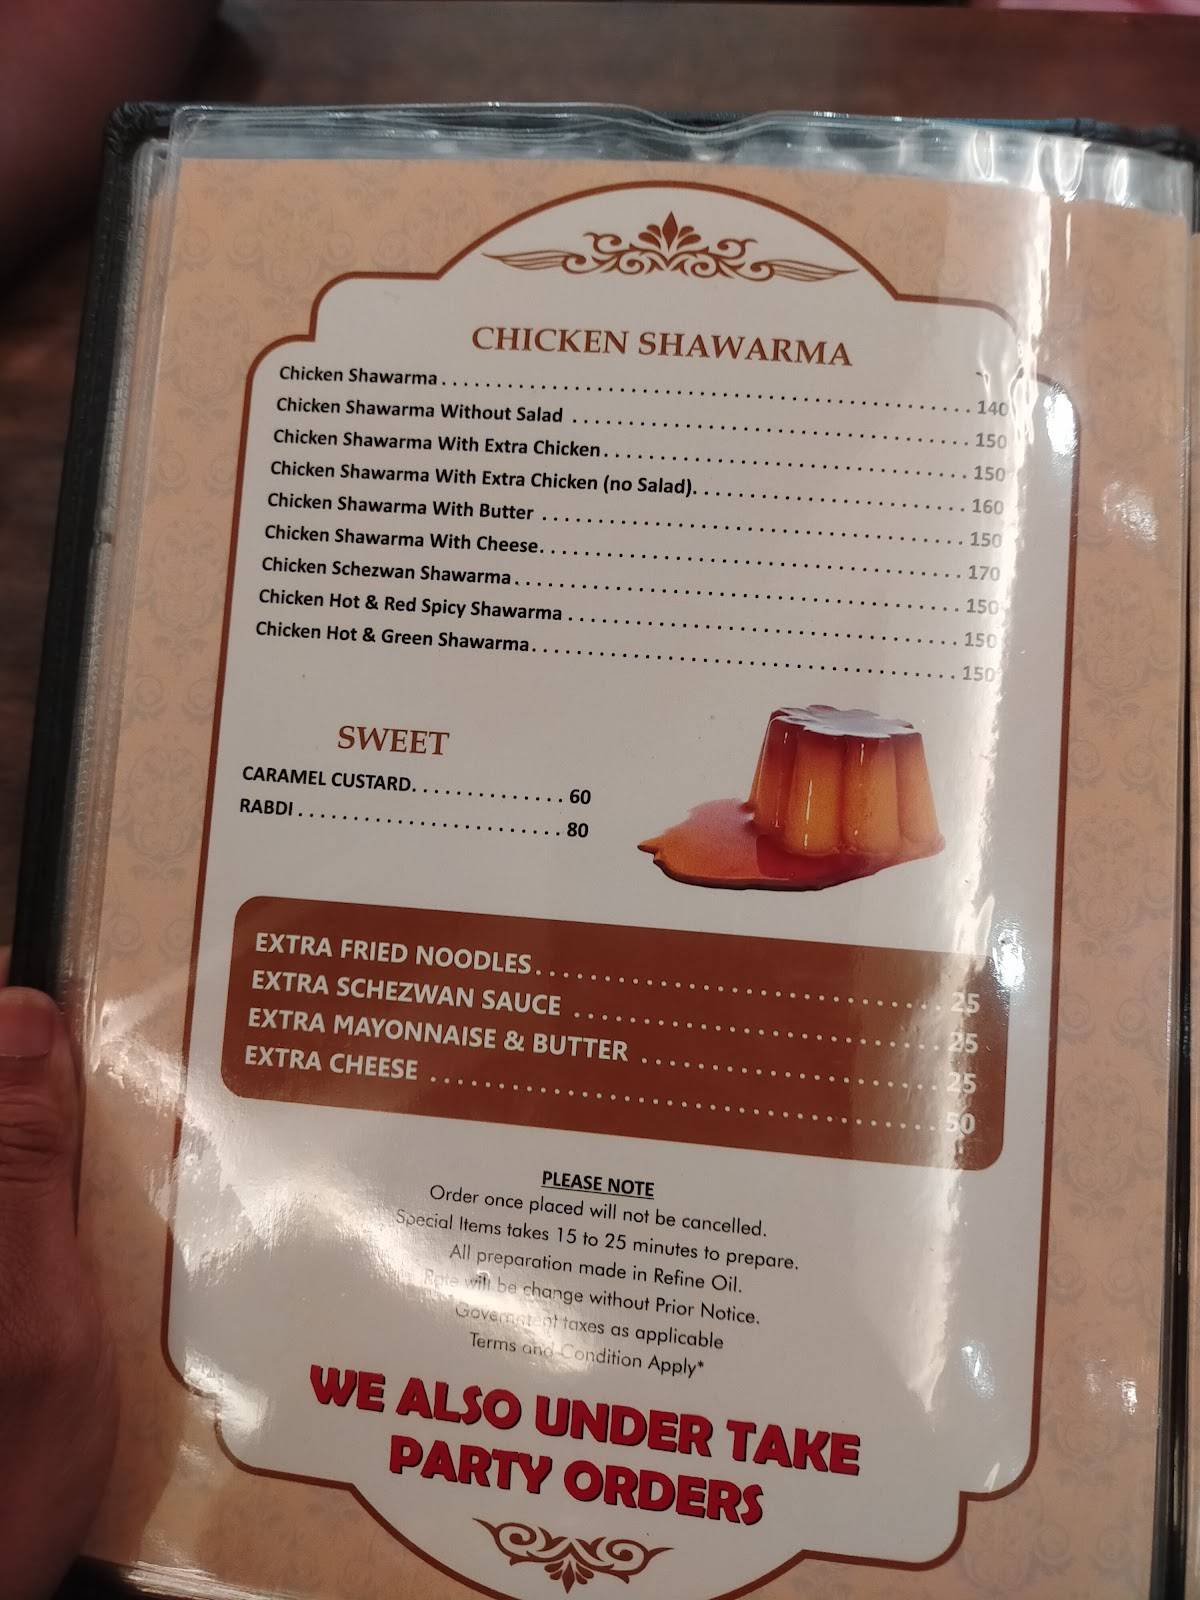 CHICKEN SHAWARMA
Chicken Shawarma 140
Chicken Shawarma Without Salad 150
Chicken Shawarma With Extra Chicken 150
Chicken Shawarma With Extra Chicken (no Salad) 160
Chicken Shawarma With Butter 150
Chicken Shawarma With Cheese 170
Chicken Schezwan Shawarma 150
Chicken Hot & Red Spicy Shawarma 150
Chicken Hot & Green Shawarma 150
SWEET
CARAMEL CUSTARD 60
RABDI 80
EXTRA FRIED NOODLES 25
EXTRA SCHEZWAN SAUCE 25
EXTRA MAYONNAISE & BUTTER 25
EXTRA CHEESE 50
PLEASE NOTE
Order once placed will not be cancelled.
Special Items takes 15 to 25 minutes to prepare.
All preparation made in Refine Oil.
Rate will be change without Prior Notice.
Government taxes as applicable
Terms and Condition Apply*
WE ALSO UNDER TAKE
PARTY ORDERS